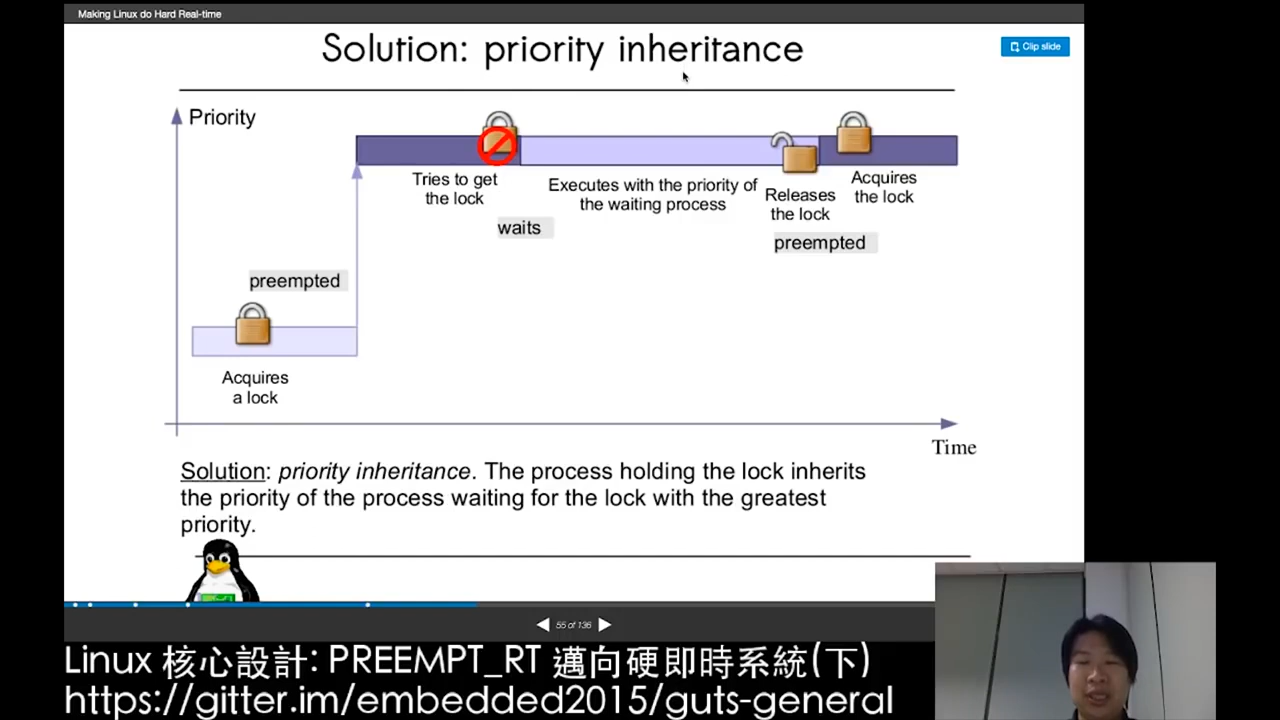 Making Linux do Hard Real-time
Solution: priority inheritance
Clip slide
Priority
Tries to get
the lock
waits
Executes with the priority of
the waiting process
Releases
the lock
preempted
Acquires
the lock
preempted
Acquires
a lock
Time
Solution: priority inheritance. The process holding the lock inherits
the priority of the process waiting for the lock with the greatest
priority.
55 of 136
Linux 核心設計: PREEMPT_RT 邁向硬即時系統(下)
https://gitter.im/embedded2015/guts-general